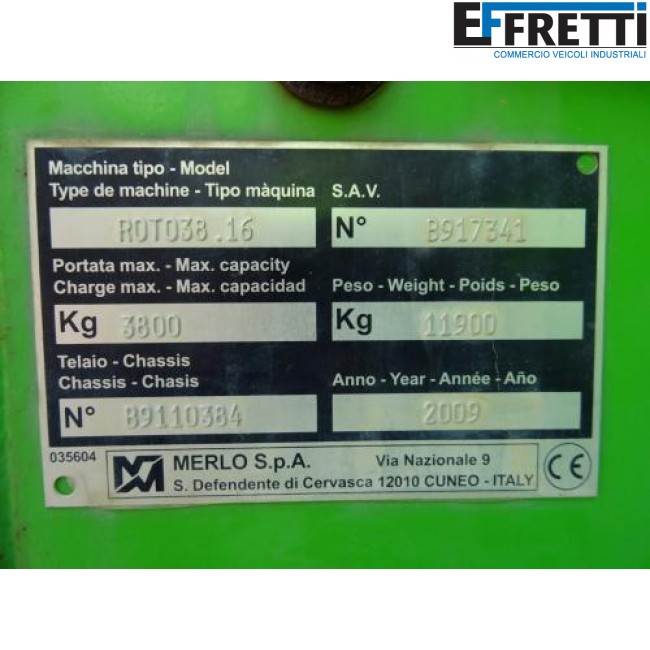 EFFRETTI
COMMERCIO VEICOLI INDUSTRIALI
Macchina tipo - Model
Type de machine - Tipo màquina
S.A.V.
ROTO38.16
N° B917341
Portata max. - Max. capacity
Charge max. - Max. capacidad
Peso - Weight - Poids - Peso
Kg 3800
Kg 11900
Telaio - Chassis
Chassis - Chasis
Anno - Year - Année - Año
N° B9110384
2009
035604
MERLO S.p.A.
Via Nazionale 9
S. Defendente di Cervasca 12010 CUNEO - ITALY
CE